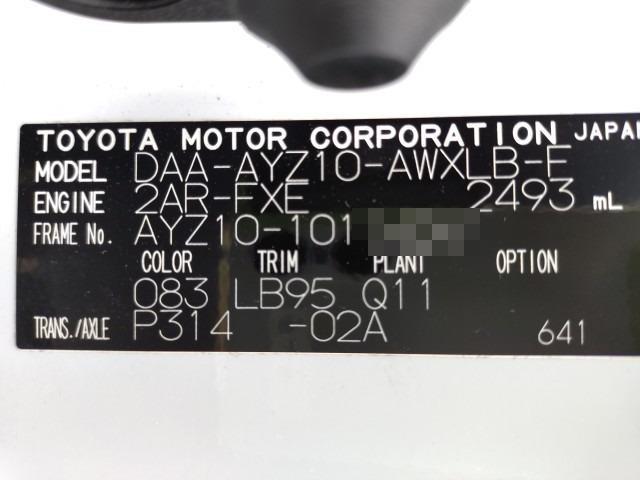 TOYOTA MOTOR CORPORATION JAPAN
MODEL DAA-AYZ10-AWXLB-E
ENGINE 2AR-FXE 2493 mL
FRAME No. AYZ10-101
COLOR TRIM PLANT OPTION
083 LB95 Q11
TRANS./AXLE P314 -02A 641